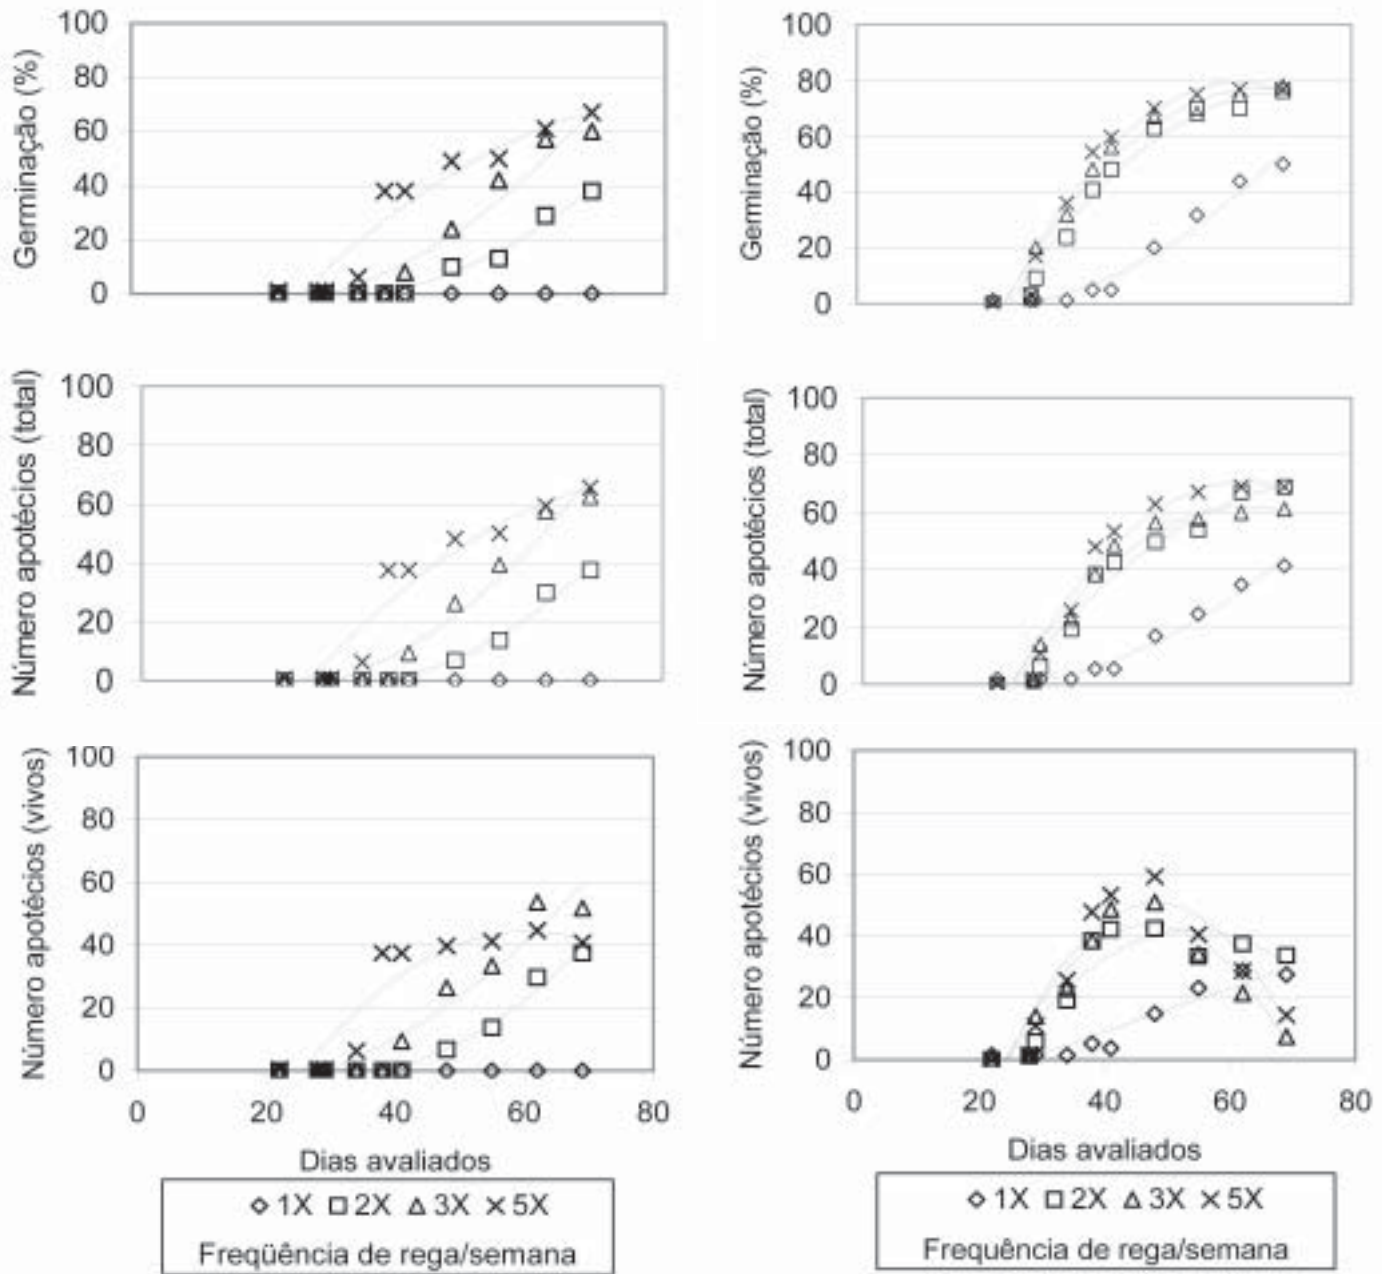 Germinação (%)
100
80
60
40
20
0
Germinação (%)
100
80
60
40
20
0
Número apotécios (total)
100
80
60
40
20
0
Número apotécios (total)
100
80
60
40
20
0
Número apotécios (vivos)
100
80
60
40
20
0
0 20 40 60 80
Dias avaliados
1X 2X 3X 5X
Freqüência de rega/semana
Número apotécios (vivos)
100
80
60
40
20
0
0 20 40 60 80
Dias avaliados
1X 2X 3X 5X
Frequência de rega/semana